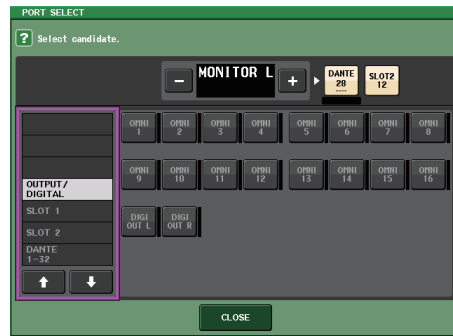 PORT SELECT
? Select candidate.
− MONITOR L +
DANTE 28 ----
SLOT2 12
OMNI 1 OMNI 2 OMNI 3 OMNI 4 OMNI 5 OMNI 6 OMNI 7 OMNI 8
OMNI 9 OMNI 10 OMNI 11 OMNI 12 OMNI 13 OMNI 14 OMNI 15 OMNI 16
DIGI OUT L DIGI OUT R
OUTPUT/
DIGITAL
SLOT 1
SLOT 2
DANTE
1-32
CLOSE